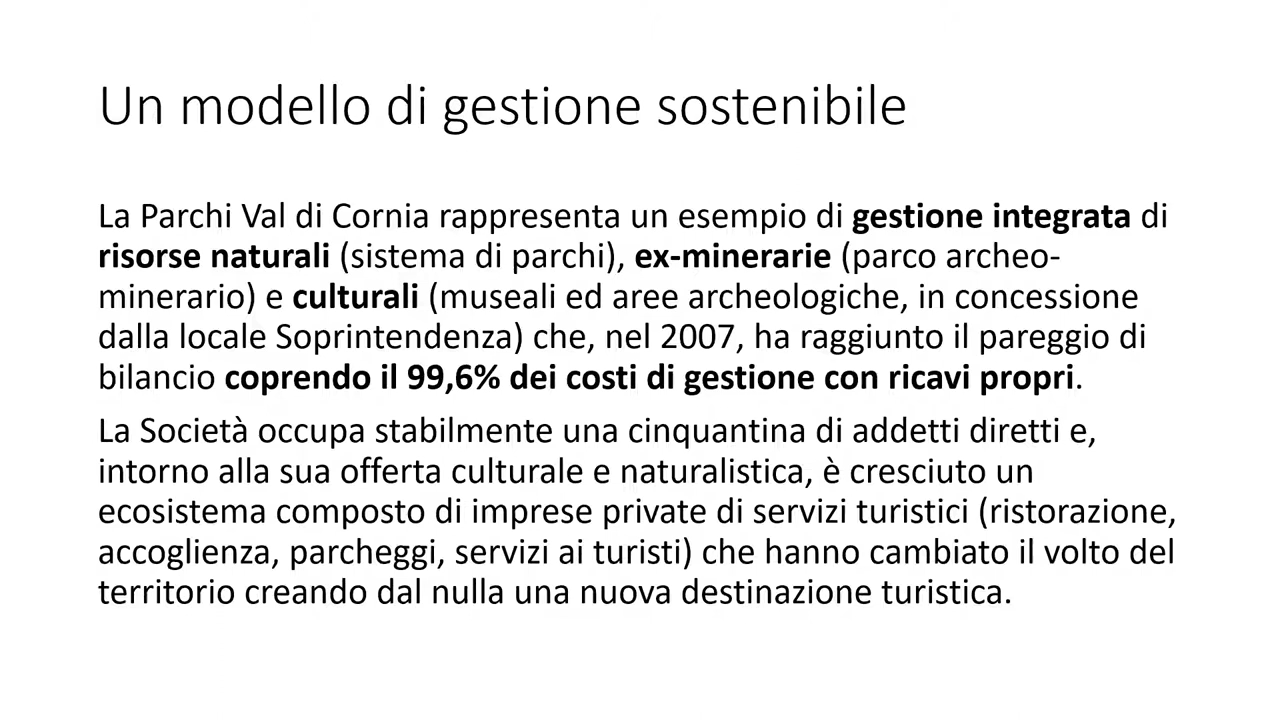 Un modello di gestione sostenibile
La Parchi Val di Cornia rappresenta un esempio di gestione integrata di
risorse naturali (sistema di parchi), ex-minerarie (parco archeo-
minerario) e culturali (museali ed aree archeologiche, in concessione
dalla locale Soprintendenza) che, nel 2007, ha raggiunto il pareggio di
bilancio coprendo il 99,6% dei costi di gestione con ricavi propri.
La Società occupa stabilmente una cinquantina di addetti diretti e,
intorno alla sua offerta culturale e naturalistica, è cresciuto un
ecosistema composto di imprese private di servizi turistici (ristorazione,
accoglienza, parcheggi, servizi ai turisti) che hanno cambiato il volto del
territorio creando dal nulla una nuova destinazione turistica.